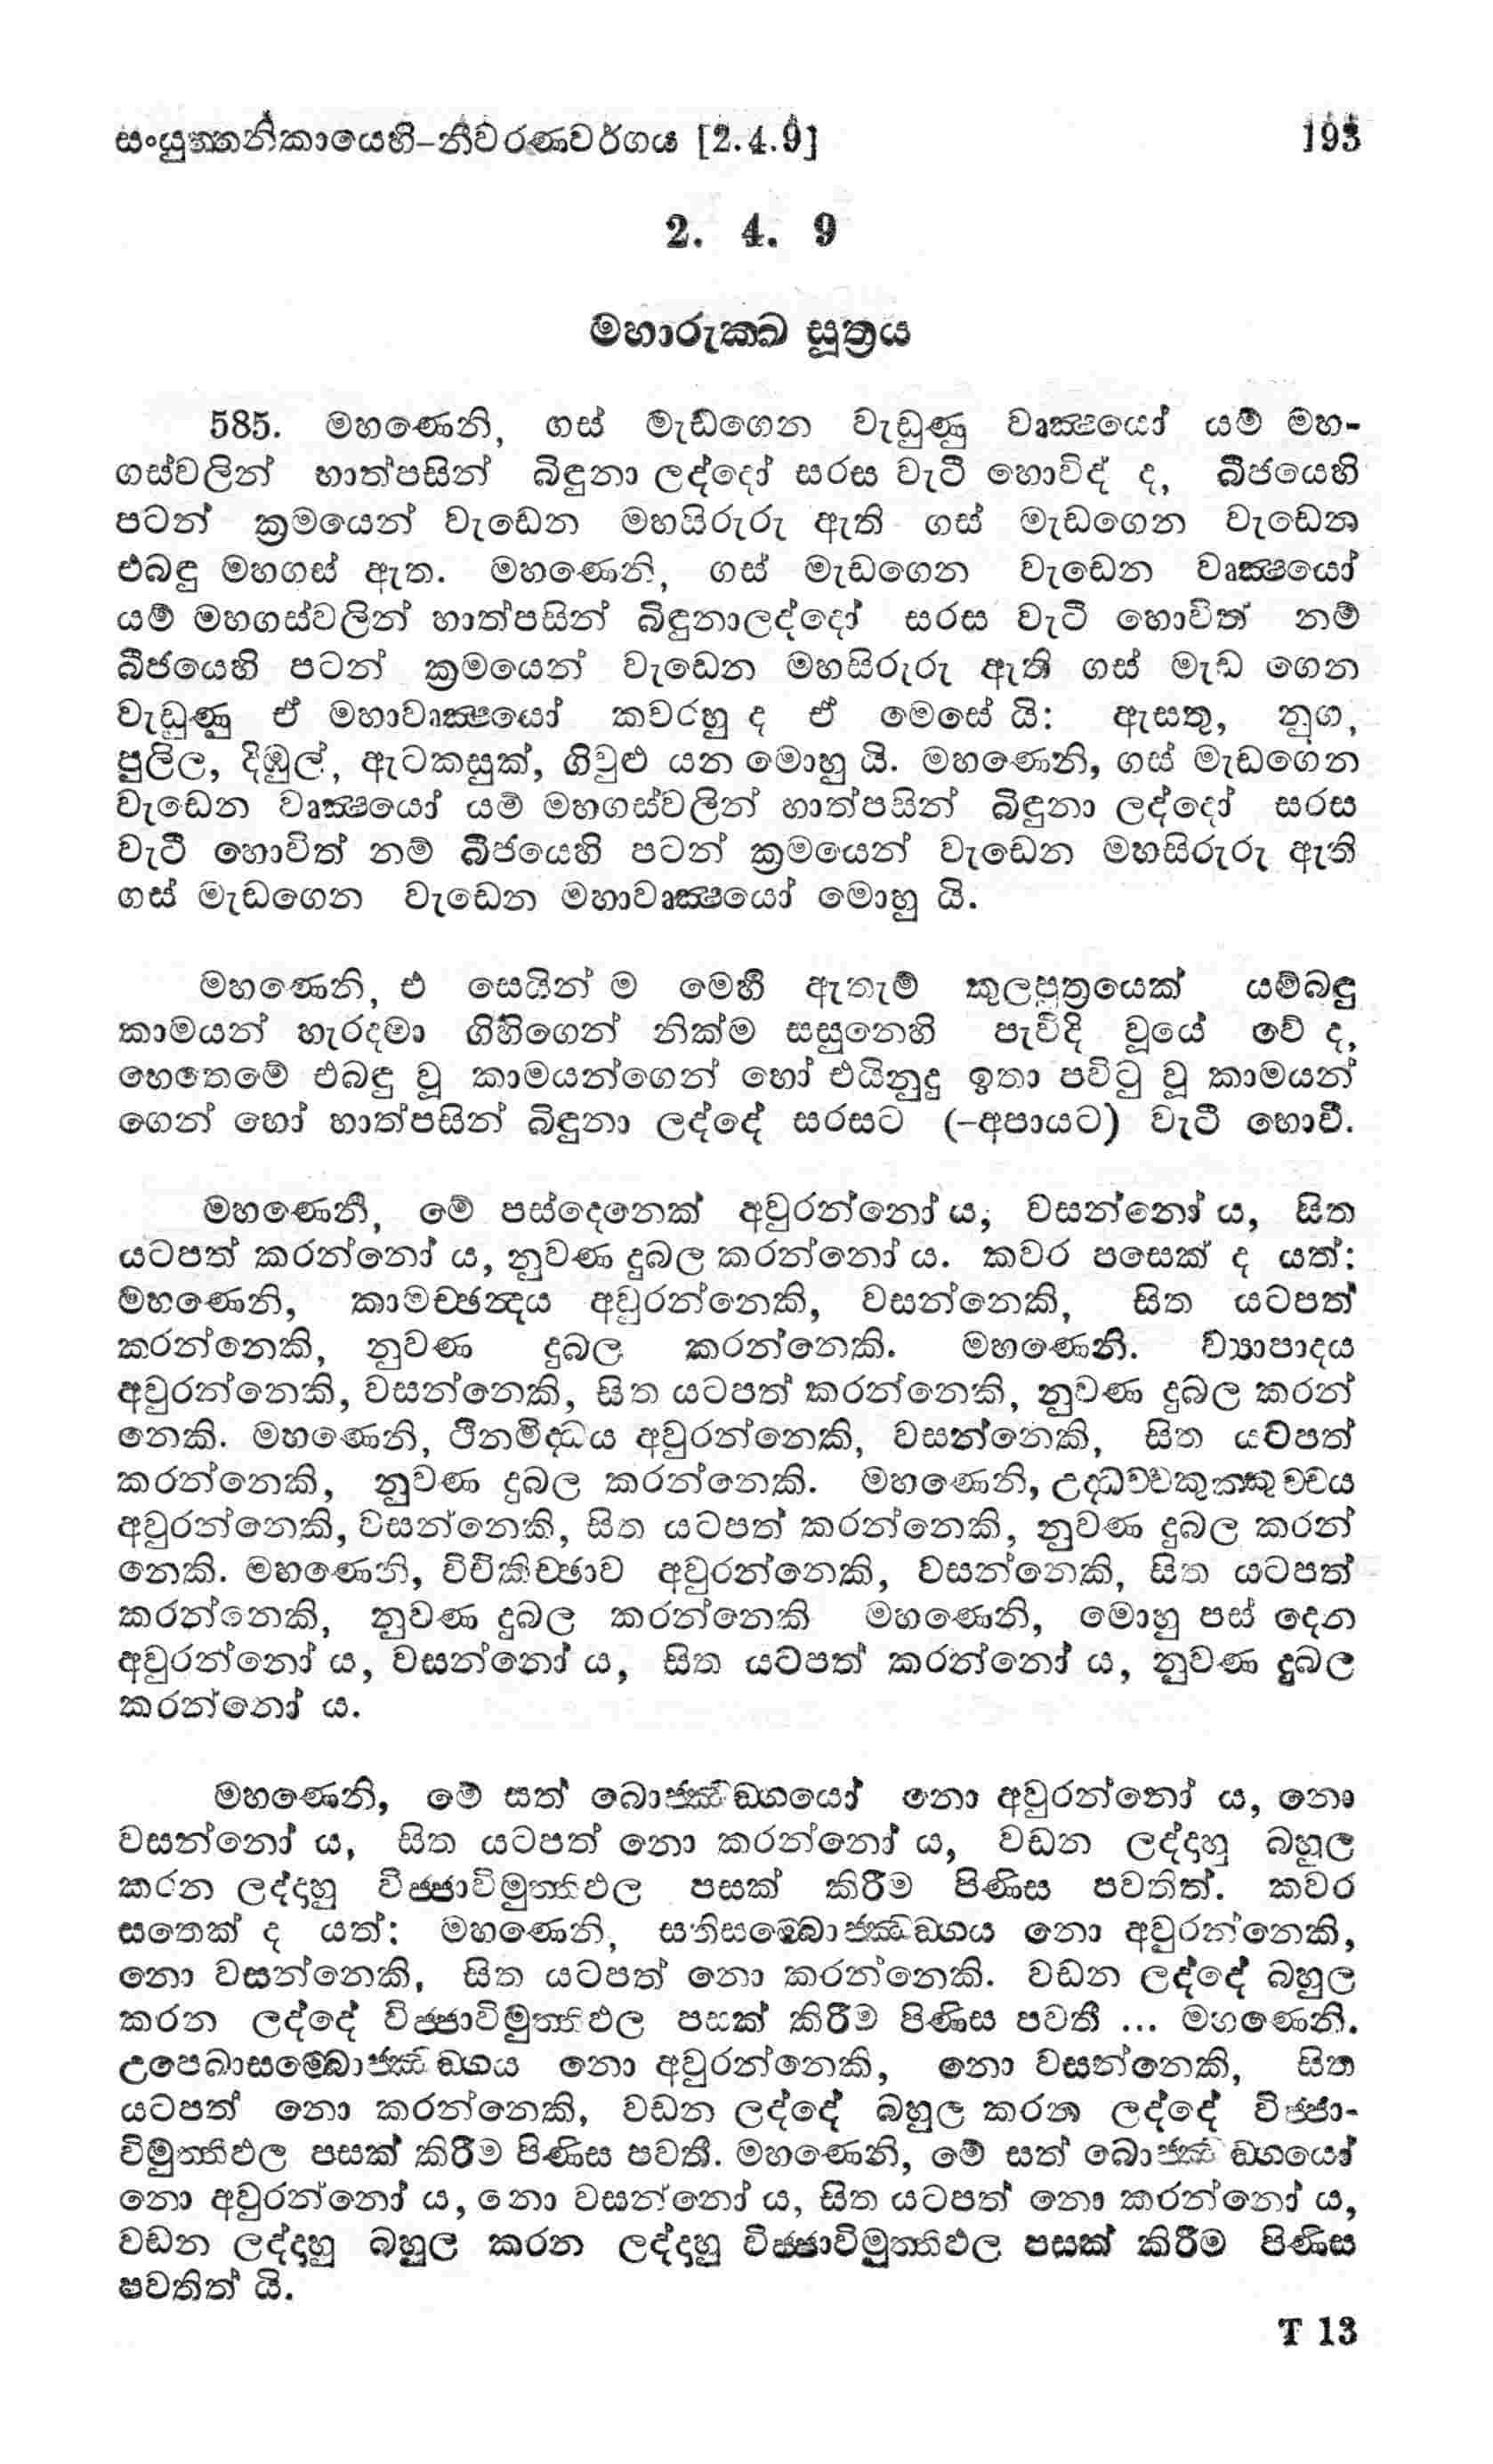 සංයුත්තනිකායෙහි-නීවරණවර්ගය [2.4.9] 193
2. 4. 9
මහාරුක්ඛ සූත්‍රය
585. මහණෙනි, ගස් මැඩගෙන වැඩුණු වෘක්‍ෂයෝ යම් මහ-
ගස්වලින් හාත්පසින් බිඳුනා ලද්දෝ සරස වැටී හොවිද් ද, බීජයෙහි
පටන් ක්‍රමයෙන් වැඩෙන මහසිරුරු ඇති ගස් මැඩගෙන වැඩෙන
එබඳු මහගස් ඇත. මහණෙනි, ගස් මැඩගෙන වැඩෙන වෘක්‍ෂයෝ
යම් මහගස්වලින් හාත්පසින් බිඳුනාලද්දෝ සරස වැටී හොවිත් නම්
බීජයෙහි පටන් ක්‍රමයෙන් වැඩෙන මහසිරුරු ඇති ගස් මැඩ ගෙන
වැඩුණු ඒ මහාවෘක්‍ෂයෝ කවරහු ද ඒ මෙසේ යි: ඇසතු, නුග,
පුලිල, දිඹුල්, ඇටකසුක්, ගිවුළු යන මොහු යි. මහණෙනි, ගස් මැඩගෙන
වැඩෙන වෘක්‍ෂයෝ යම් මහගස්වලින් හාත්පසින් බිඳුනා ලද්දෝ සරස
වැටී හොවිත් නම් බීජයෙහි පටන් ක්‍රමයෙන් වැඩෙන මහසිරුරු ඇති
ගස් මැඩගෙන වැඩෙන මහාවෘක්‍ෂයෝ මොහු යි.
මහණෙනි, එ සෙයින් ම මෙහි ඇතැම් කුලපුත්‍රයෙක් යම්බඳු
කාමයන් හැරදමා ගිහිගෙන් නික්ම සසුනෙහි පැවිදි වූයේ වේ ද,
හෙතෙමේ එබඳු වූ කාමයන්ගෙන් හෝ එයිනුදු ඉතා පවිටු වූ කාමයන්
ගෙන් හෝ හාත්පසින් බිඳුනා ලද්දේ සරසට (-අපායට) වැටී හොවී.
මහණෙනි, මේ පස්දෙනෙක් අවුරන්නෝ ය, වසන්නෝ ය, සිත
යටපත් කරන්නෝ ය, නුවණ දුබල කරන්නෝ ය. කවර පසෙක් ද යත්:
මහණෙනි, කාමච්ඡන්‍දය අවුරන්නෙකි, වසන්නෙකි, සිත යටපත්
කරන්නෙකි, නුවණ දුබල කරන්නෙකි. මහණෙනි. ව්‍යාපාදය
අවුරන්නෙකි, වසන්නෙකි, සිත යටපත් කරන්නෙකි, නුවණ දුබල කරන්
නෙකි. මහණෙනි, ථිනමිද්‍ධය අවුරන්නෙකි, වසන්නෙකි, සිත යටපත්
කරන්නෙකි, නුවණ දුබල කරන්නෙකි. මහණෙනි, උද්‍ධච්චකුක්කුච්චය
අවුරන්නෙකි, වසන්නෙකි, සිත යටපත් කරන්නෙකි, නුවණ දුබල කරන්
නෙකි. මහණෙනි, විචිකිච්ඡාව අවුරන්නෙකි, වසන්නෙකි, සිත යටපත්
කරන්නෙකි, නුවණ දුබල කරන්නෙකි මහණෙනි, මොහු පස් දෙන
අවුරන්නෝ ය, වසන්නෝ ය, සිත යටපත් කරන්නෝ ය, නුවණ දුබල
කරන්නෝ ය.
මහණෙනි, මේ සත් බොජ්ඣඞ්ගයෝ නො අවුරන්නෝ ය, නො
වසන්නෝ ය, සිත යටපත් නො කරන්නෝ ය, වඩන ලද්දහු බහුල
කරන ලද්දහු විජ්ජාවිමුත්තිඵල පසක් කිරීම පිණිස පවතිත්. කවර
සතෙක් ද යත්: මහණෙනි, සතිසම්බොජ්ඣඞ්ගය නො අවුරන්නෙකි,
නො වසන්නෙකි, සිත යටපත් නො කරන්නෙකි. වඩන ලද්දේ බහුල
කරන ලද්දේ විජ්ජාවිමුත්තිඵල පසක් කිරීම පිණිස පවතී ... මහණෙනි.
උපෙඛාසම්බොජ්ඣඞ්ගය නො අවුරන්නෙකි, නො වසන්නෙකි, සිත
යටපත් නො කරන්නෙකි, වඩන ලද්දේ බහුල කරන ලද්දේ විජ්ජා-
විමුත්තිඵල පසක් කිරීම පිණිස පවතී. මහණෙනි, මේ සත් බොජ්ඣඞ්ගයෝ
නො අවුරන්නෝ ය, නො වසන්නෝ ය, සිත යටපත් නො කරන්නෝ ය,
වඩන ලද්දහු බහුල කරන ලද්දහු විජ්ජාවිමුත්තිඵල පසක් කිරීම පිණිස
පවතිත් යි.
T 13